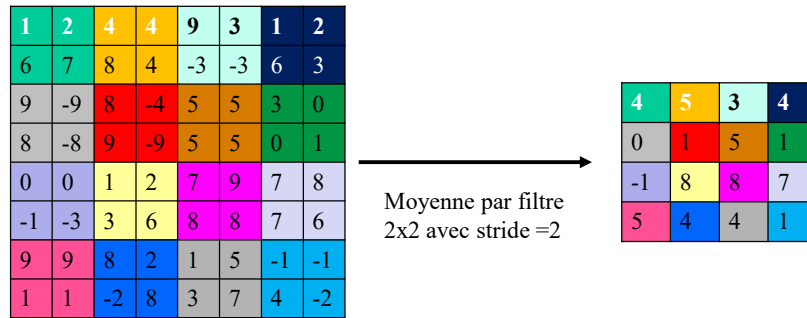 1 2 4 4 9 3 1 2
6 7 8 4 -3 -3 6 3
9 -9 8 -4 5 5 3 0
8 -8 9 -9 5 5 0 1
0 0 1 2 7 9 7 8
-1 -3 3 6 8 8 7 6
9 9 8 2 1 5 -1 -1
1 1 -2 8 3 7 4 -2
Moyenne par filtre
2x2 avec stride =2
4 5 3 4
0 1 5 1
-1 8 8 7
5 4 4 1